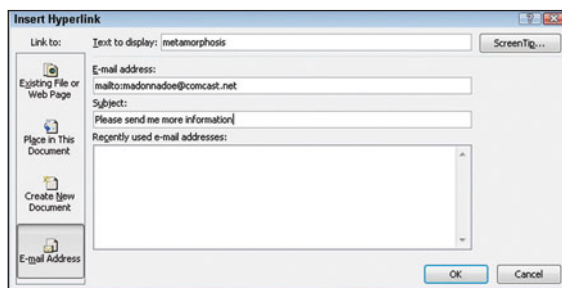 Insert Hyperlink
Link to:
Text to display: metamorphosis
ScreenTip...
Existing File or
Web Page
Place in This
Document
Create New
Document
E-mail Address
E-mail address:
mailto:madonnadoe@comcast.net
Subject:
Please send me more information
Recently used e-mail addresses:
OK
Cancel